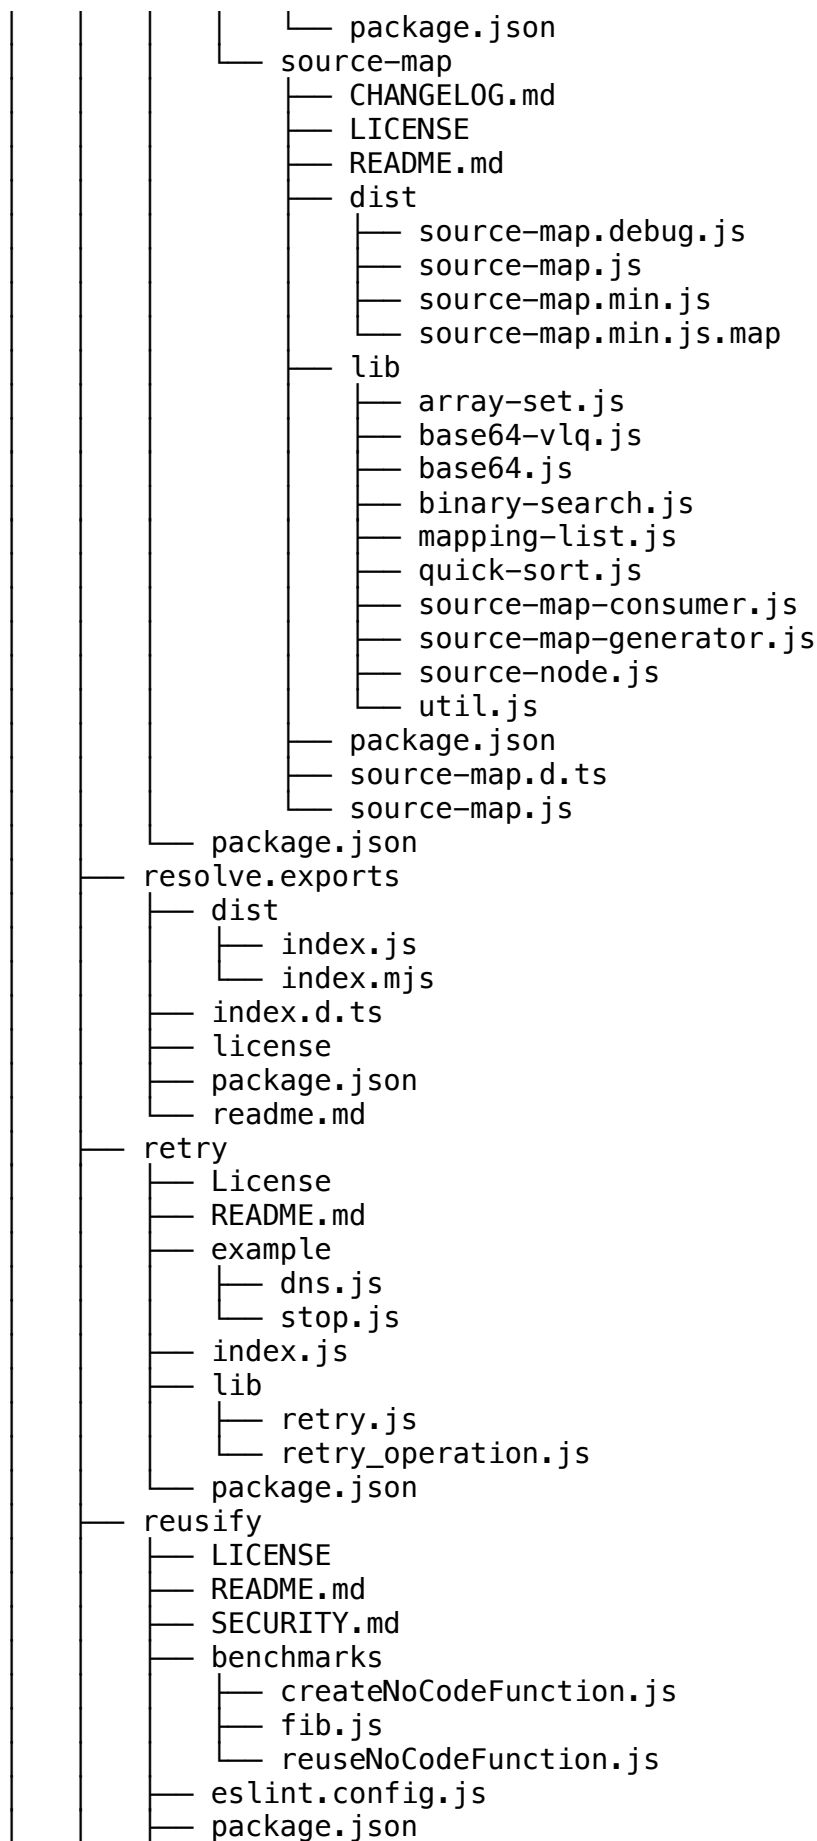 │   │   │   │   └── package.json
│   │   │   └── source-map
│   │   │       ├── CHANGELOG.md
│   │   │       ├── LICENSE
│   │   │       ├── README.md
│   │   │       ├── dist
│   │   │       │   ├── source-map.debug.js
│   │   │       │   ├── source-map.js
│   │   │       │   ├── source-map.min.js
│   │   │       │   └── source-map.min.js.map
│   │   │       ├── lib
│   │   │       │   ├── array-set.js
│   │   │       │   ├── base64-vlq.js
│   │   │       │   ├── base64.js
│   │   │       │   ├── binary-search.js
│   │   │       │   ├── mapping-list.js
│   │   │       │   ├── quick-sort.js
│   │   │       │   ├── source-map-consumer.js
│   │   │       │   ├── source-map-generator.js
│   │   │       │   ├── source-node.js
│   │   │       │   └── util.js
│   │   │       ├── package.json
│   │   │       ├── source-map.d.ts
│   │   │       └── source-map.js
│   │   └── package.json
│   ├── resolve.exports
│   │   ├── dist
│   │   │   ├── index.js
│   │   │   └── index.mjs
│   │   ├── index.d.ts
│   │   ├── license
│   │   ├── package.json
│   │   └── readme.md
│   ├── retry
│   │   ├── License
│   │   ├── README.md
│   │   ├── example
│   │   │   ├── dns.js
│   │   │   └── stop.js
│   │   ├── index.js
│   │   ├── lib
│   │   │   ├── retry.js
│   │   │   └── retry_operation.js
│   │   └── package.json
│   ├── reusify
│   │   ├── LICENSE
│   │   ├── README.md
│   │   ├── SECURITY.md
│   │   ├── benchmarks
│   │   │   ├── createNoCodeFunction.js
│   │   │   ├── fib.js
│   │   │   └── reuseNoCodeFunction.js
│   │   ├── eslint.config.js
│   │   ├── package.json